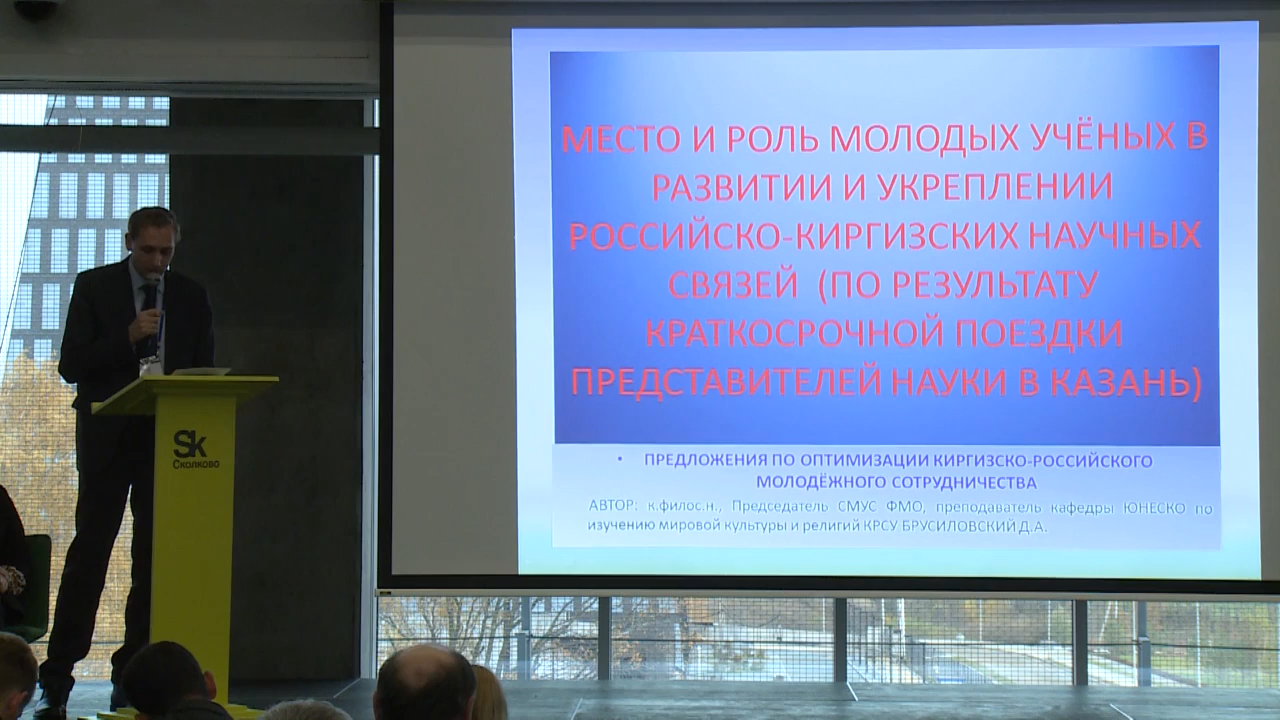 МЕСТО И РОЛЬ МОЛОДЫХ УЧЁНЫХ В
РАЗВИТИИ И УКРЕПЛЕНИИ
РОССИЙСКО-КИРГИЗСКИХ НАУЧНЫХ
СВЯЗЕЙ (ПО РЕЗУЛЬТАТУ
КРАТКОСРОЧНОЙ ПОЕЗДКИ
ПРЕДСТАВИТЕЛЕЙ НАУКИ В КАЗАНЬ)
• ПРЕДЛОЖЕНИЯ ПО ОПТИМИЗАЦИИ КИРГИЗСКО-РОССИЙСКОГО
МОЛОДЁЖНОГО СОТРУДНИЧЕСТВА
АВТОР: к.филос.н., Председатель СМУС ФМО, преподаватель кафедры ЮНЕСКО по
изучению мировой культуры и религий КРСУ БРУСИЛОВСКИЙ Д.А.
Sk
Сколково